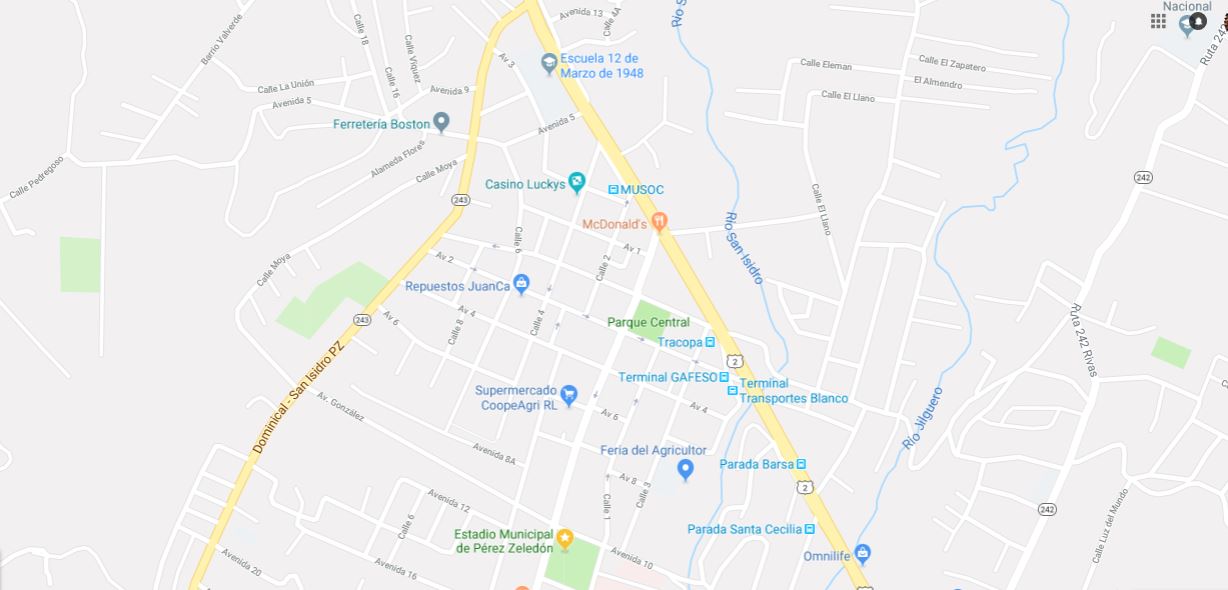 Nacional
Avenida 13
Calle 4A
Río S
Barrio Valverde
Calle 18
Calle Víquez
Av 3
Escuela 12 de
Marzo de 1948
Ruta 242
Calle Eleman
Calle El Zapatero
El Almendro
Calle 16
Calle La Unión
Avenida 9
Calle El Llano
Avenida 5
Ferretería Boston
Avenida 5
Alameda Flores
Calle Moya
Calle Pedregoso
Casino Luckys
MUSOC
242
243
McDonald's
Calle El Llano
Río San Isidro
Calle 6
Av 1
Av 2
Calle 2
Calle Moya
Repuestos JuanCa
Av 4
Av 6
Calle 8
Calle 4
Parque Central
243
Tracopa
Ruta 242 Rivas
2
Dominical - San Isidro PZ
Terminal GAFESO
Terminal
Transportes Blanco
Supermercado
CoopeAgri RL
Av. González
Av 6
Av 4
Río Jilguero
Avenida 8A
Feria del Agricultor
Parada Barsa
Av 8
Calle 3
Calle 1
2
Avenida 12
Calle 6
242
Calle Luz del Mundo
Parada Santa Cecilia
Estadio Municipal
de Pérez Zeledón
Avenida 10
Omnilife
Avenida 20
Avenida 16